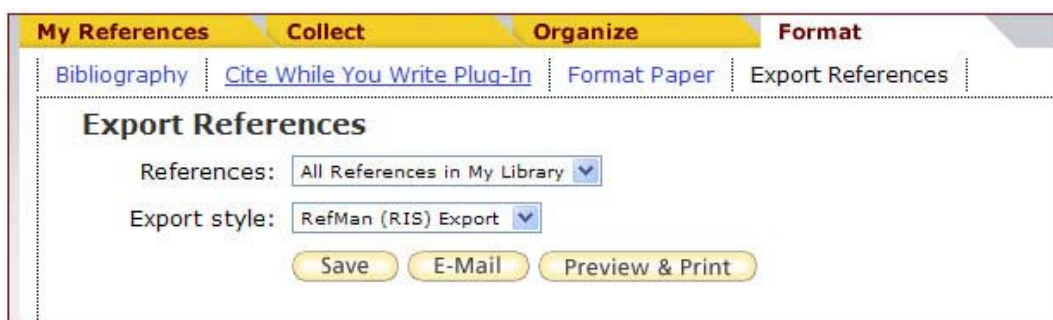 My References Collect Organize Format
Bibliography Cite While You Write Plug-In Format Paper Export References
Export References
References: All References in My Library
Export style: RefMan (RIS) Export
Save E-Mail Preview & Print